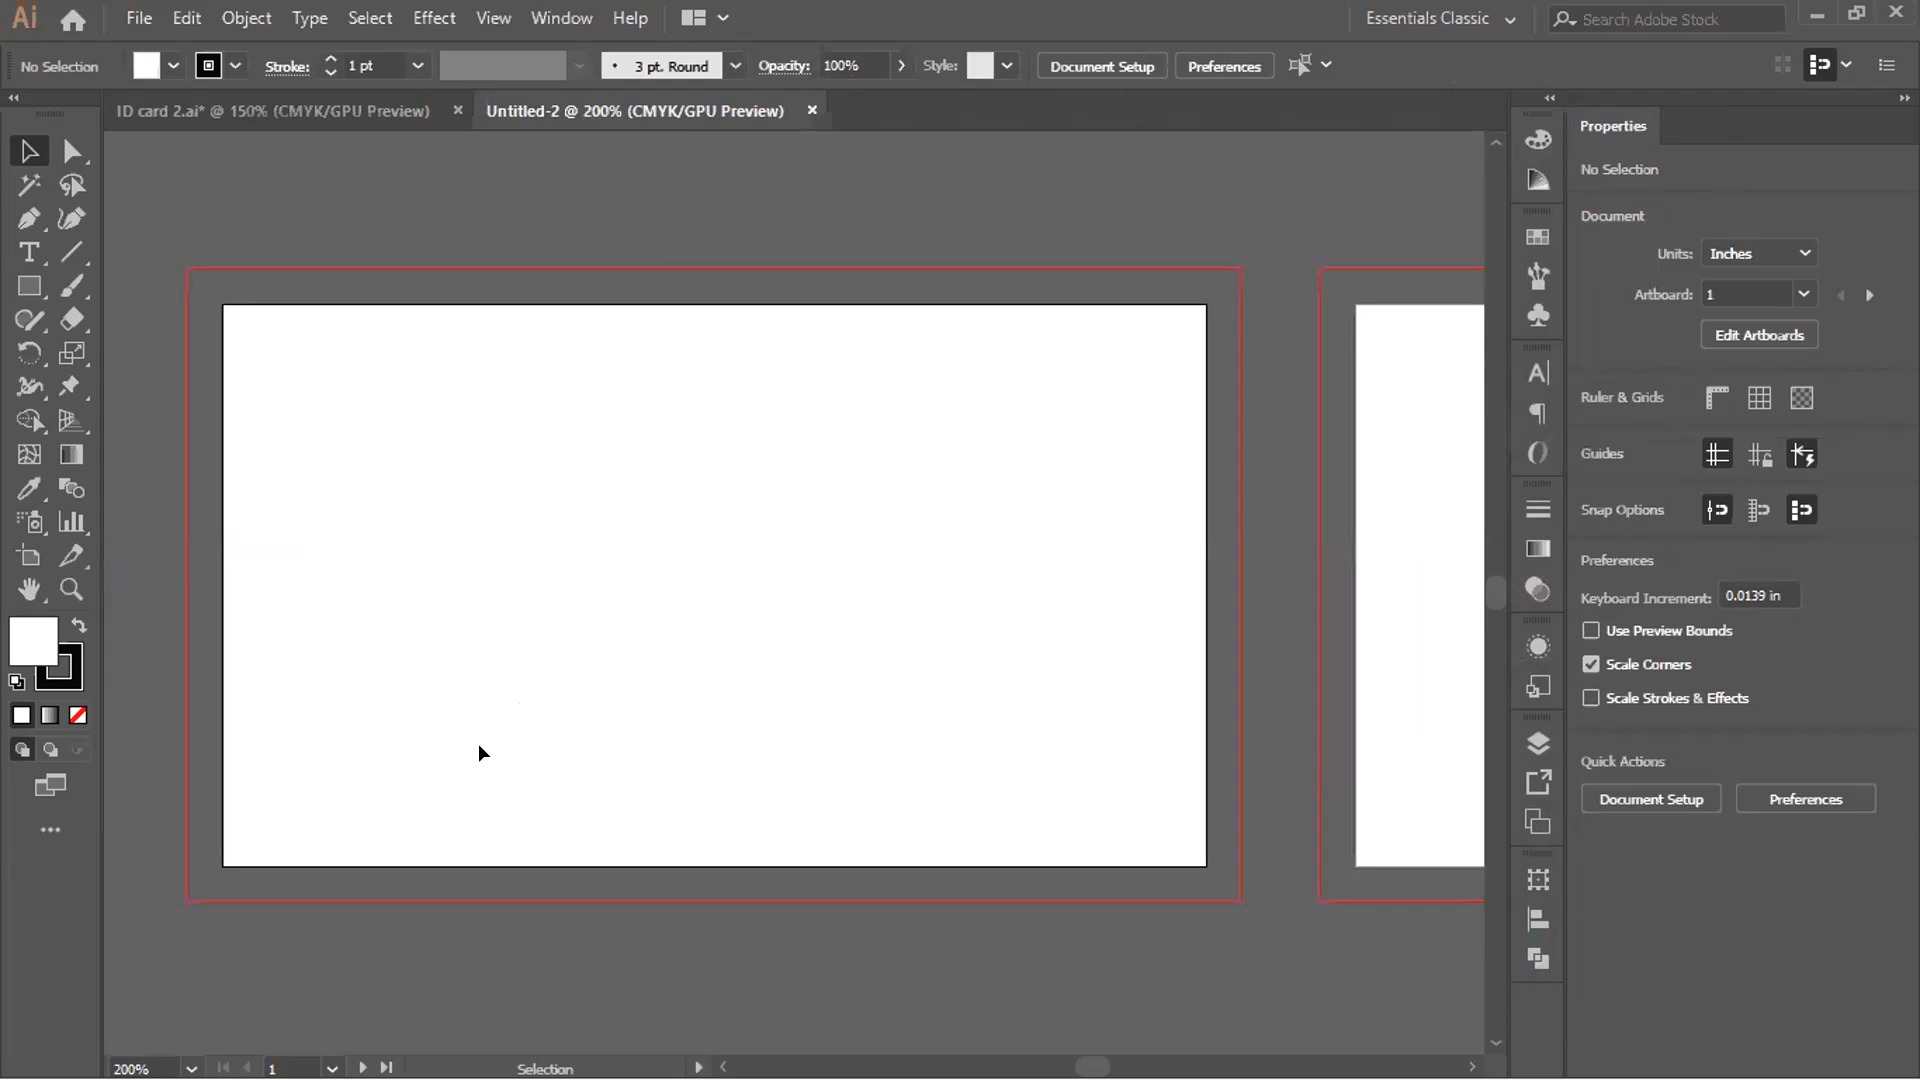 Ai File Edit Object Type Select Effect View Window Help Essentials Classic Search Adobe Stock
No Selection Stroke: 1 pt 3 pt. Round Opacity: 100% Style: Document Setup Preferences
ID card 2.ai* @ 150% (CMYK/GPU Preview) Untitled-2 @ 200% (CMYK/GPU Preview)
Properties
No Selection
Document
Units: Inches
Artboard: 1
Edit Artboards
Ruler & Grids
Guides
Snap Options
Preferences
Keyboard Increment: 0.0139 in
Use Preview Bounds
Scale Corners
Scale Strokes & Effects
Quick Actions
Document Setup Preferences
200% 1 Selection